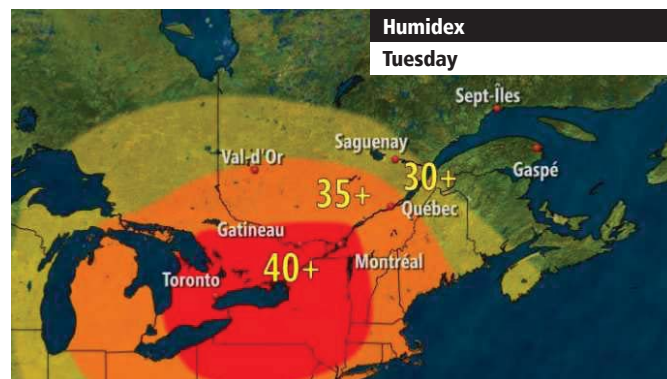 Humidex
Tuesday
Sept-Îles
Saguenay
Val-d'Or
30+
Gaspé
35+
Québec
Gatineau
40+
Montréal
Toronto